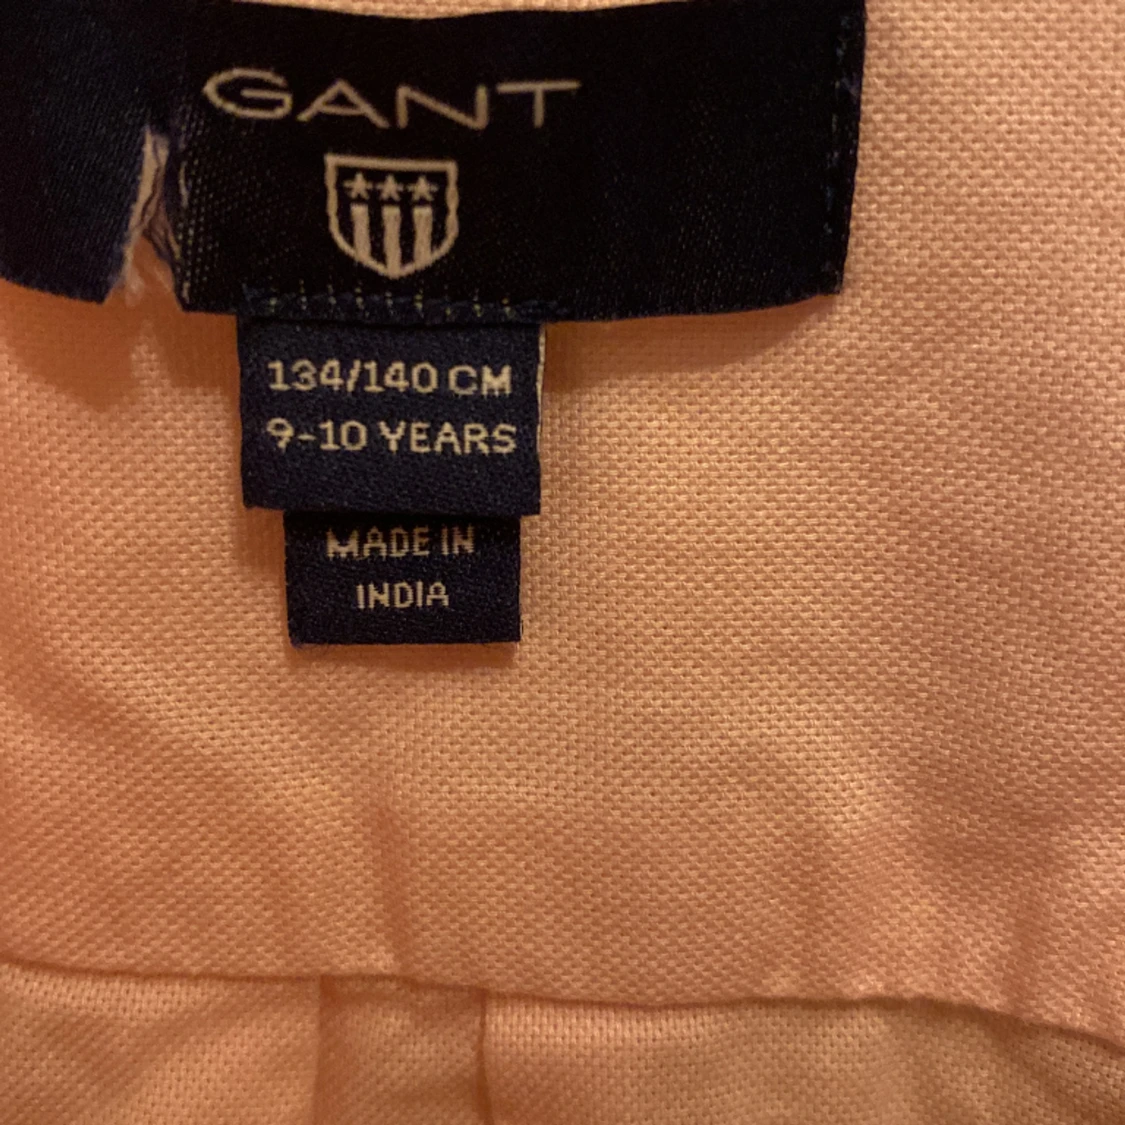 GANT
134/140 CM
9-10 YEARS
MADE IN
INDIA